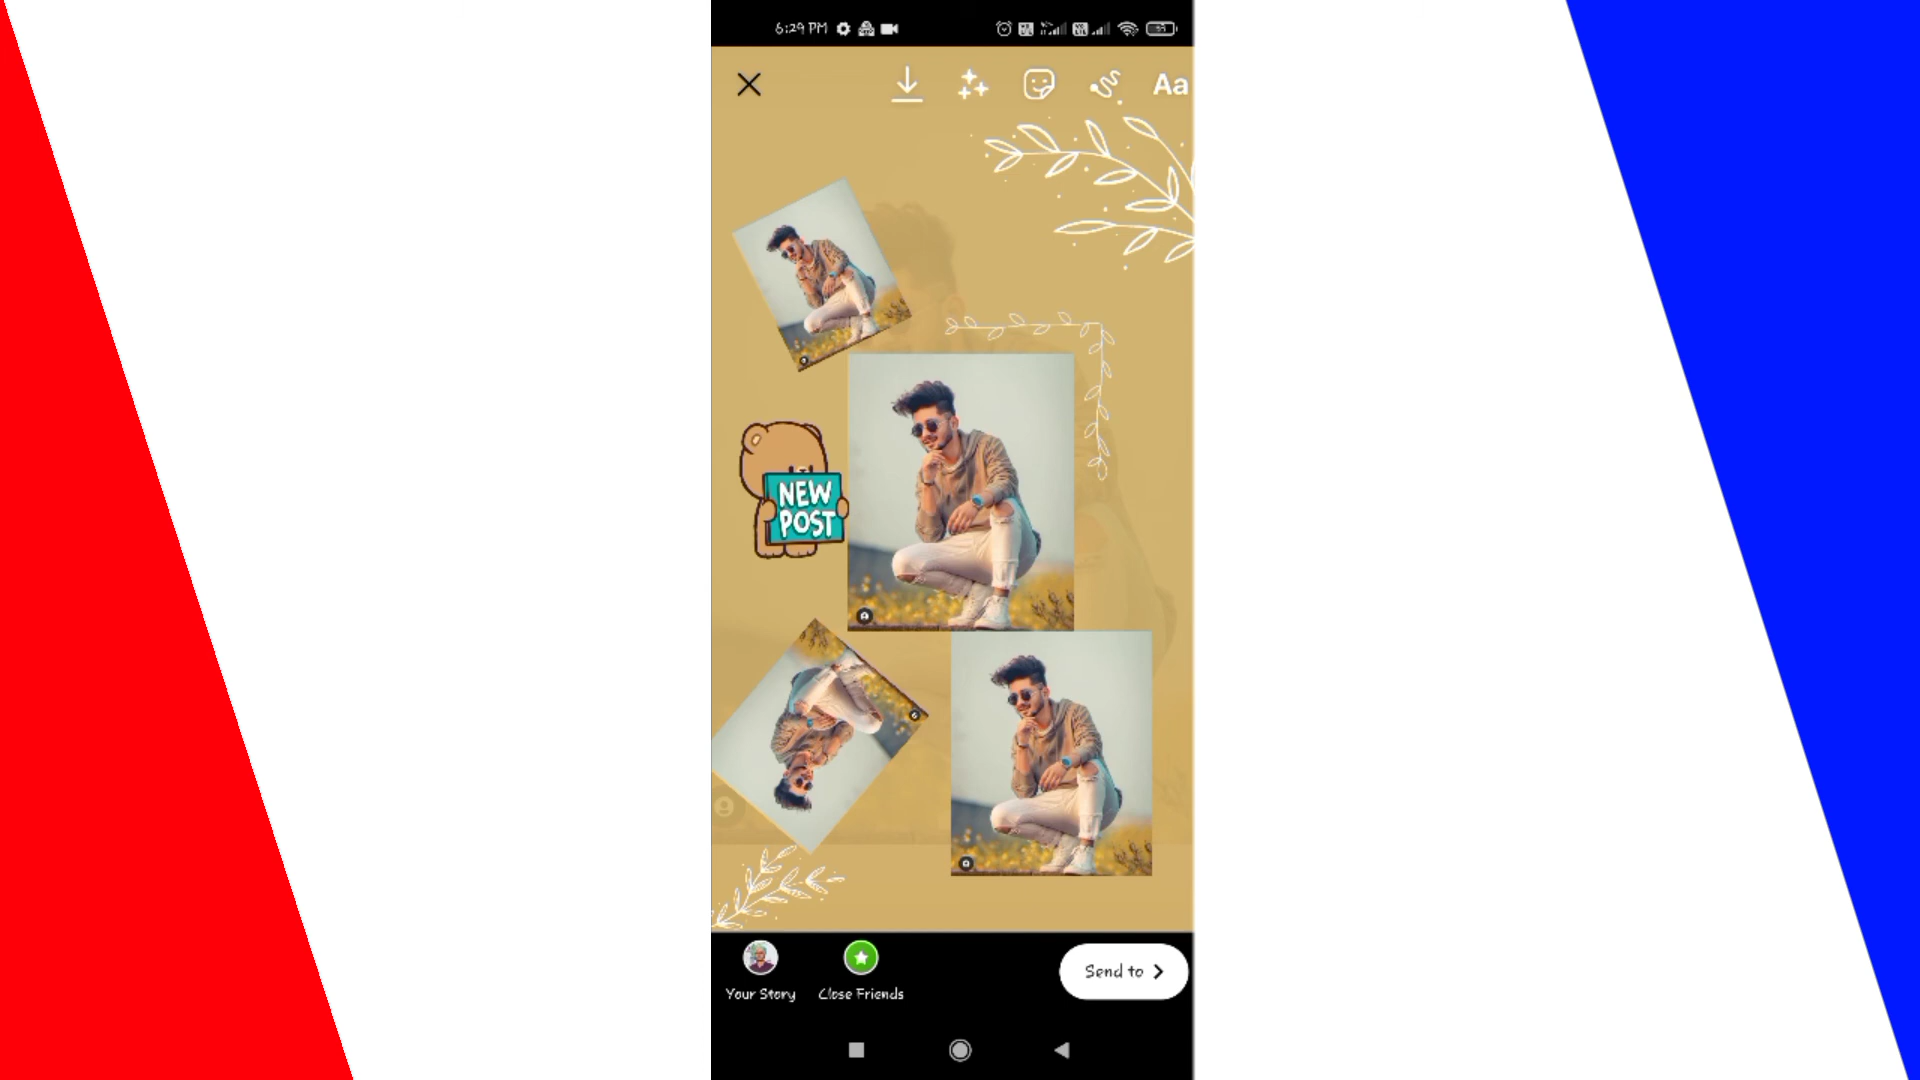 6:29 PM
Aa
NEW
POST
Your Story
Close Friends
Send to